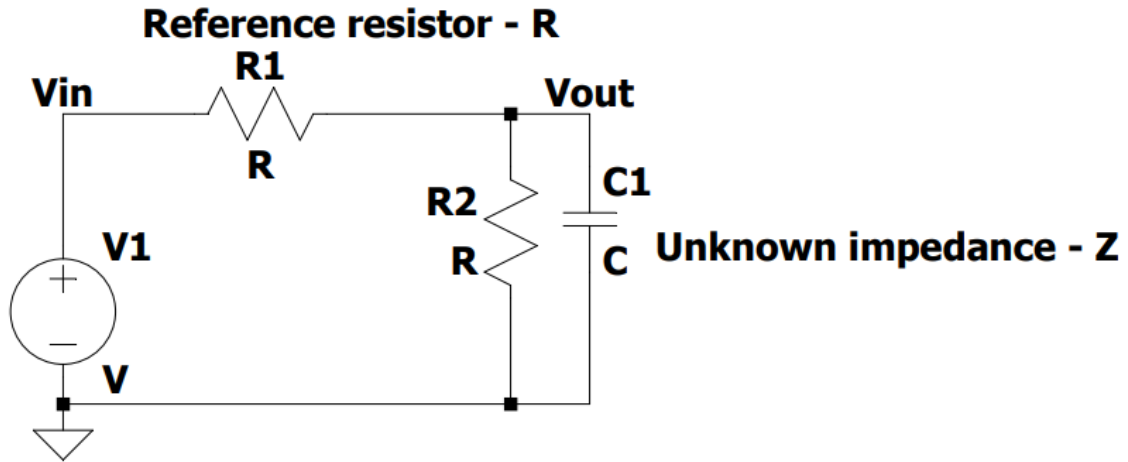 Reference resistor - R
R1
Vin
Vout
R
C1
R2
V1
Unknown impedance - Z
R
C
V